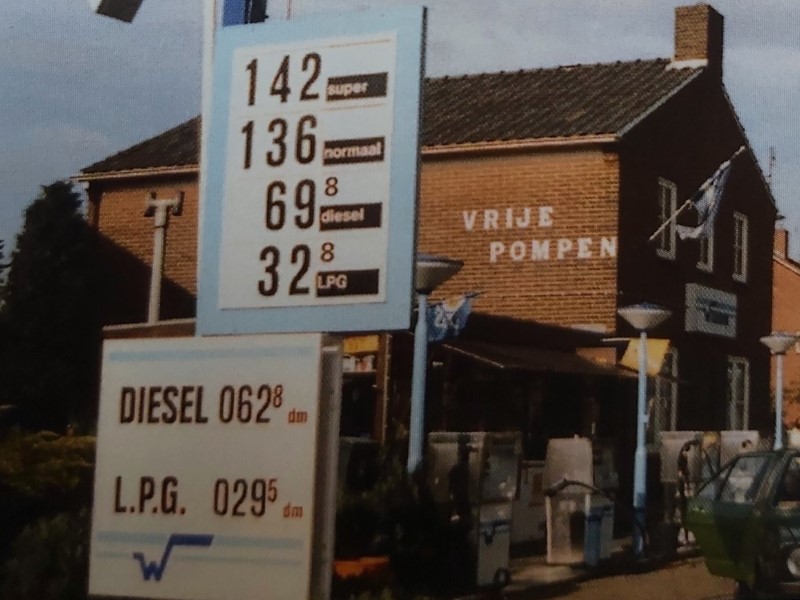 142 super
136 normaal
69⁸ diesel
32⁸ LPG
VRIJE
POMPEN
DIESEL 062⁸ dm
L.P.G. 029⁵ dm
W